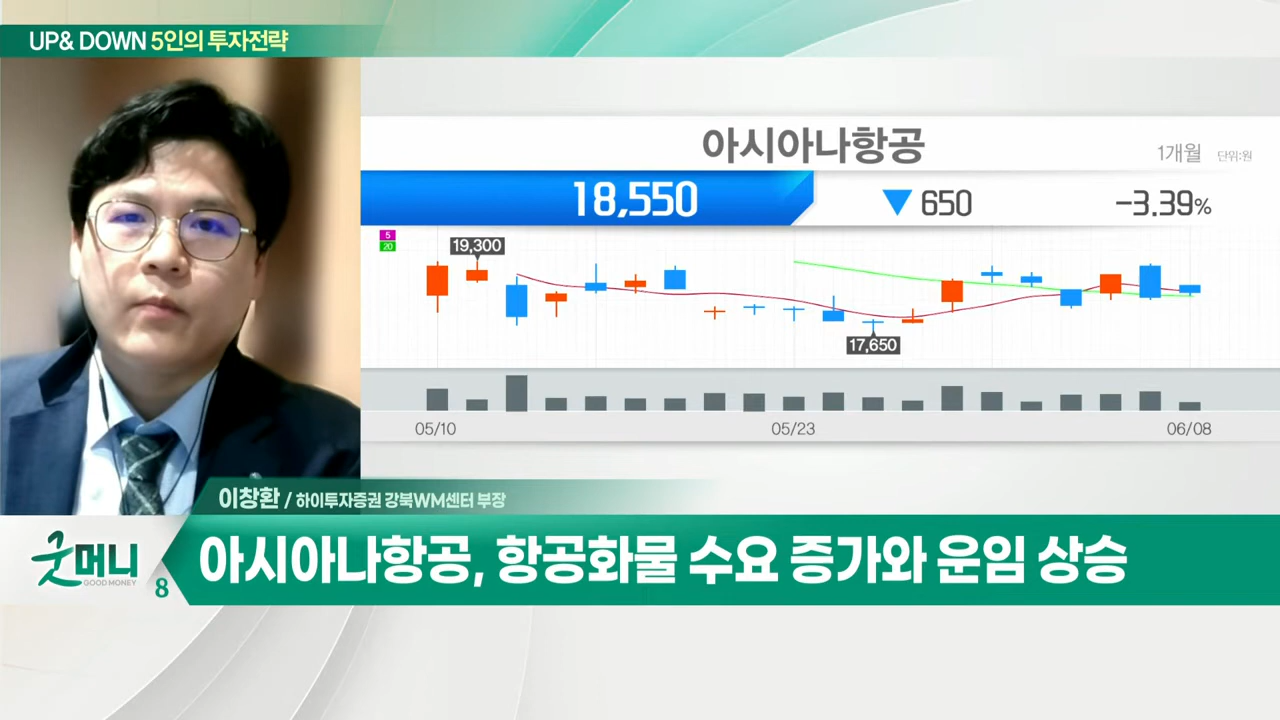 UP& DOWN 5인의 투자전략
아시아나항공
1개월 단위:원
18,550 ▼ 650 -3.39%
5
20
19,300
17,650
05/10 05/23 06/08
이창환 / 하이투자증권 강북WM센터 부장
굿머니
GOOD MONEY
8
아시아나항공, 항공화물 수요 증가와 운임 상승